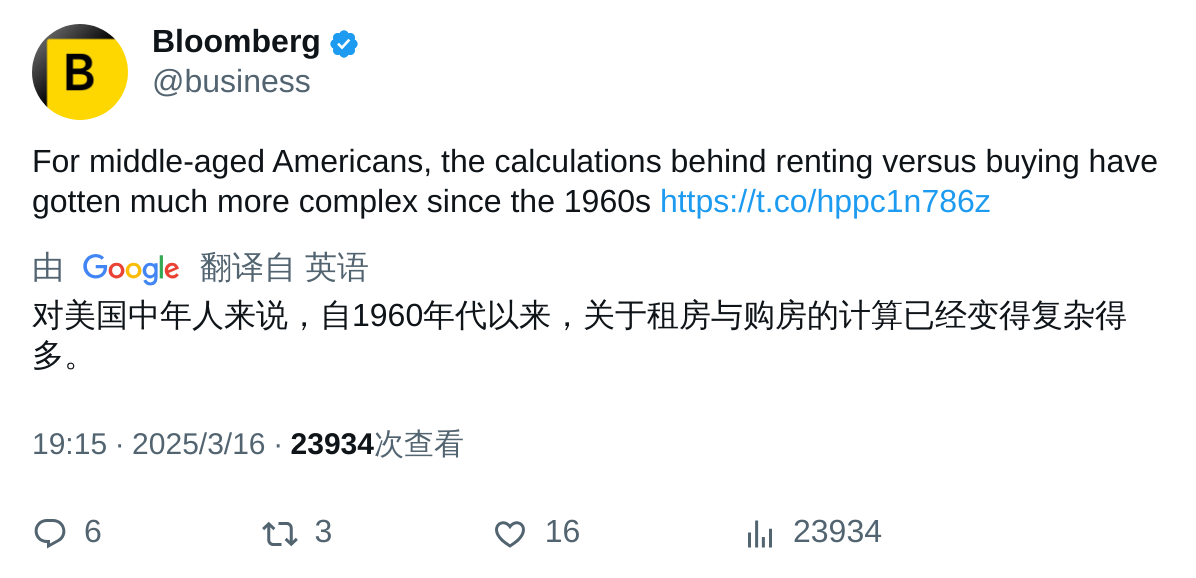 B
Bloomberg
@business
For middle-aged Americans, the calculations behind renting versus buying have
gotten much more complex since the 1960s https://t.co/hppc1n786z
由 Google 翻译自 英语
对美国中年人来说，自1960年代以来，关于租房与购房的计算已经变得复杂得
多。
19:15 · 2025/3/16 · 23934次查看
6 3 16 23934